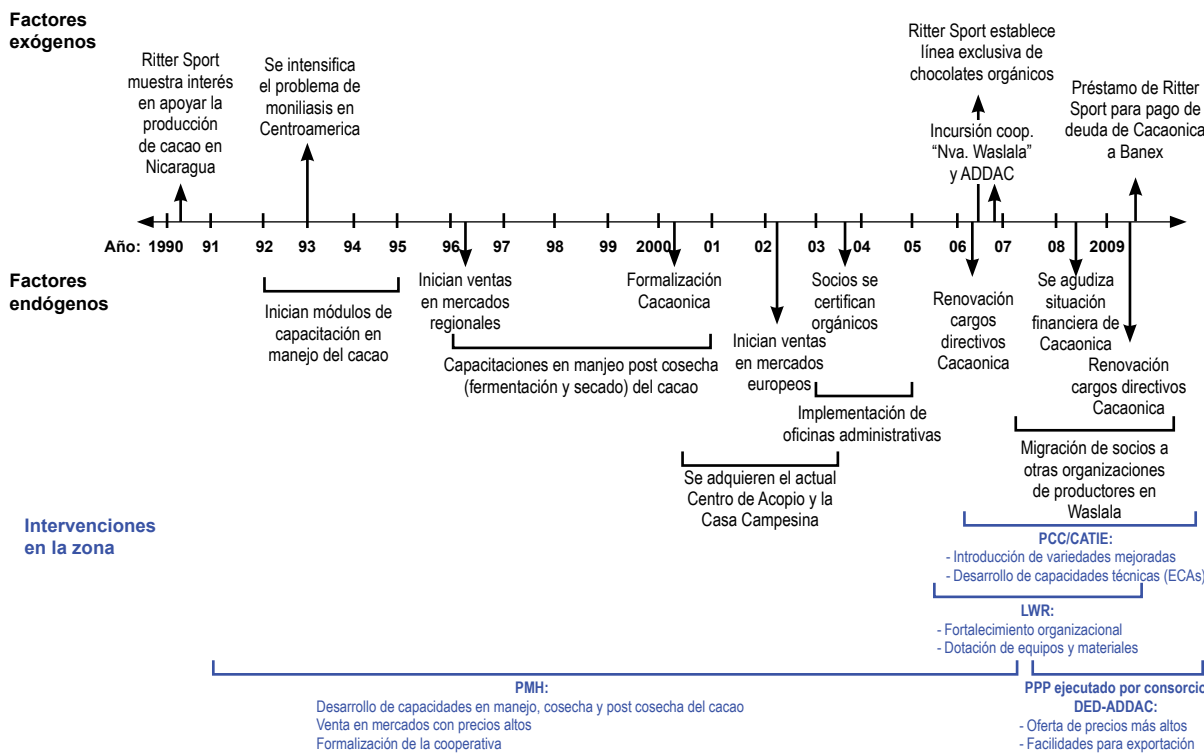 Factores
exógenos
Ritter Sport
muestra interés
en apoyar la
producción
de cacao en
Nicaragua
Se intensifica
el problema de
moniliasis en
Centroamerica
Ritter Sport establece
línea exclusiva de
chocolates orgánicos
Incursión coop.
“Nva. Waslala”
y ADDAC
Préstamo de Ritter
Sport para pago de
deuda de Cacaonica
a Banex
Año: 1990 91 92 93 94 95 96 97 98 99 2000 01 02 03 04 05 06 07 08 2009
Factores
endógenos
Inician módulos de
capacitación en
manejo del cacao
Inician ventas
en mercados
regionales
Formalización
Cacaonica
Capacitaciones en manjeo post cosecha
(fermentación y secado) del cacao
Inician ventas
en mercados
europeos
Socios se
certifican
orgánicos
Implementación de
oficinas administrativas
Se adquieren el actual
Centro de Acopio y la
Casa Campesina
Renovación
cargos
directivos
Cacaonica
Se agudiza
situación
financiera de
Cacaonica
Renovación
cargos directivos
Cacaonica
Migración de socios a
otras organizaciones
de productores en
Waslala
Intervenciones
en la zona
PCC/CATIE:
- Introducción de variedades mejoradas
- Desarrollo de capacidades técnicas (ECAs)
LWR:
- Fortalecimiento organizacional
- Dotación de equipos y materiales
PMH:
Desarrollo de capacidades en manejo, cosecha y post cosecha del cacao
Venta en mercados con precios altos
Formalización de la cooperativa
PPP ejecutado por consorcio
DED-ADDAC:
- Oferta de precios más altos
- Facilidades para exportación